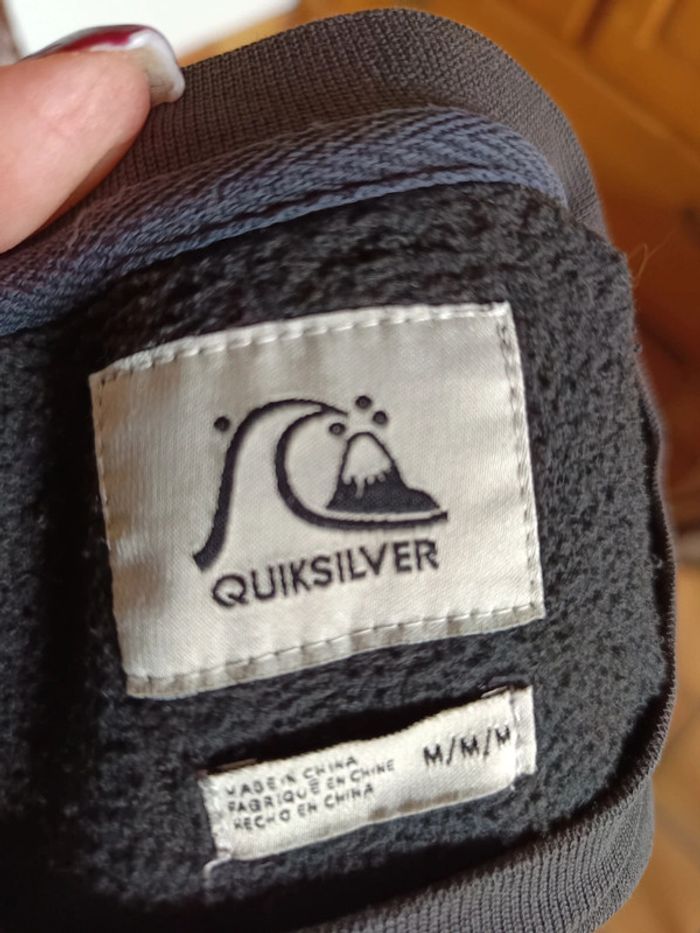 QUIKSILVER
M/M/M
MADE IN CHINA
FABRIQUÉ EN CHINE
HECHO EN CHINA